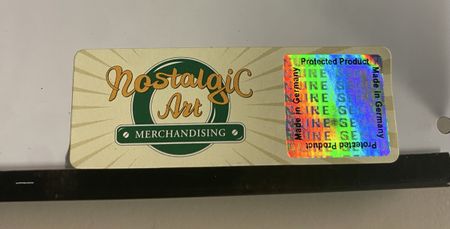 Nostalgic
Art
MERCHANDISING
Protected Product
Made in Germany
Made in Germany
Protected Product